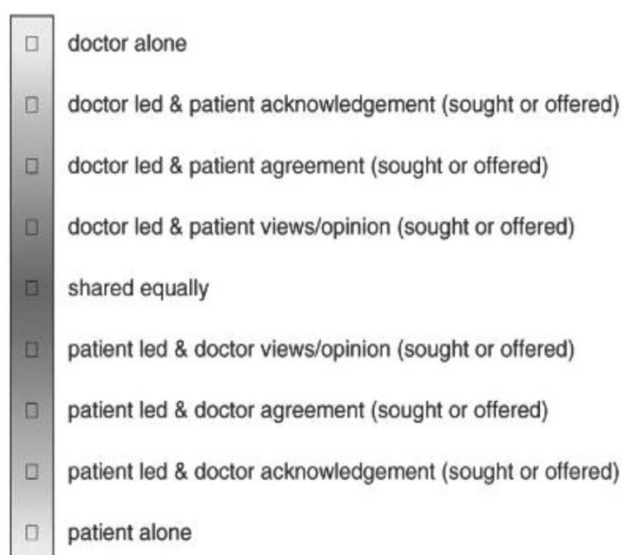 doctor alone
doctor led & patient acknowledgement (sought or offered)
doctor led & patient agreement (sought or offered)
doctor led & patient views/opinion (sought or offered)
shared equally
patient led & doctor views/opinion (sought or offered)
patient led & doctor agreement (sought or offered)
patient led & doctor acknowledgement (sought or offered)
patient alone